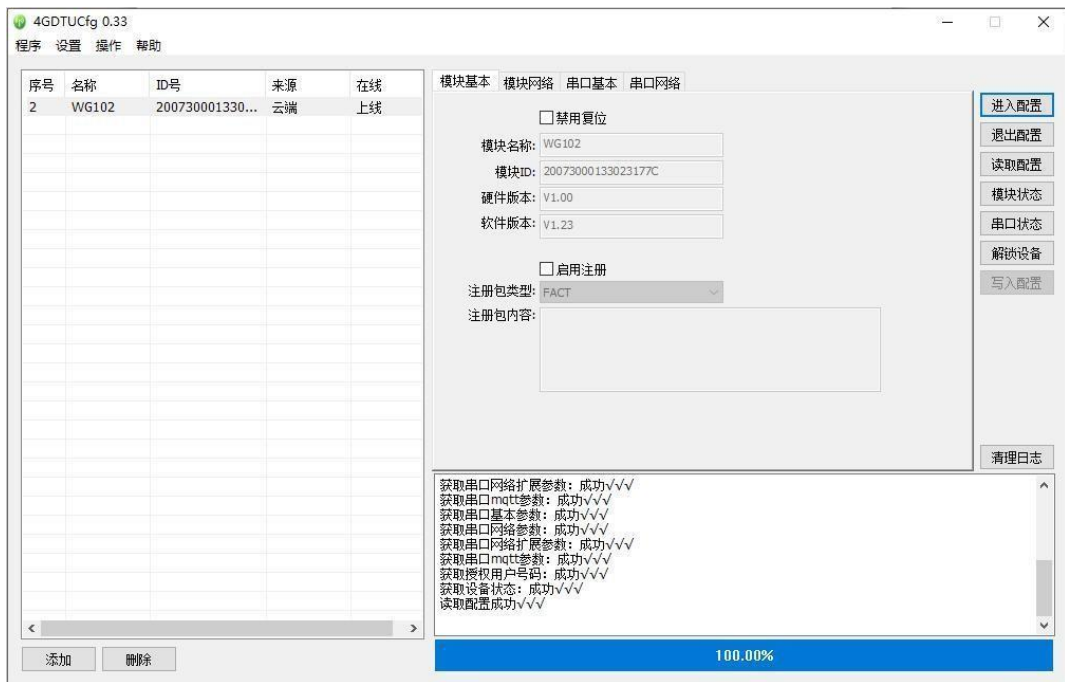 4GDTUCfg 0.33
程序 设置 操作 帮助
序号 名称 ID号 来源 在线
2 WG102 200730001330... 云端 上线
模块基本 模块网络 串口基本 串口网络
禁用复位
模块名称: WG102
模块ID: 20073000133023177C
硬件版本: V1.00
软件版本: V1.23
启用注册
注册包类型: FACT
注册包内容:
进入配置
退出配置
读取配置
模块状态
串口状态
解锁设备
写入配置
清理日志
获取串口网络扩展参数: 成功√√√
获取串口mqtt参数: 成功√√√
获取串口基本参数: 成功√√√
获取串口网络参数: 成功√√√
获取串口网络扩展参数: 成功√√√
获取串口mqtt参数: 成功√√√
获取授权用户号码: 成功√√√
获取设备状态: 成功√√√
读取配置成功√√√
添加 删除
100.00%